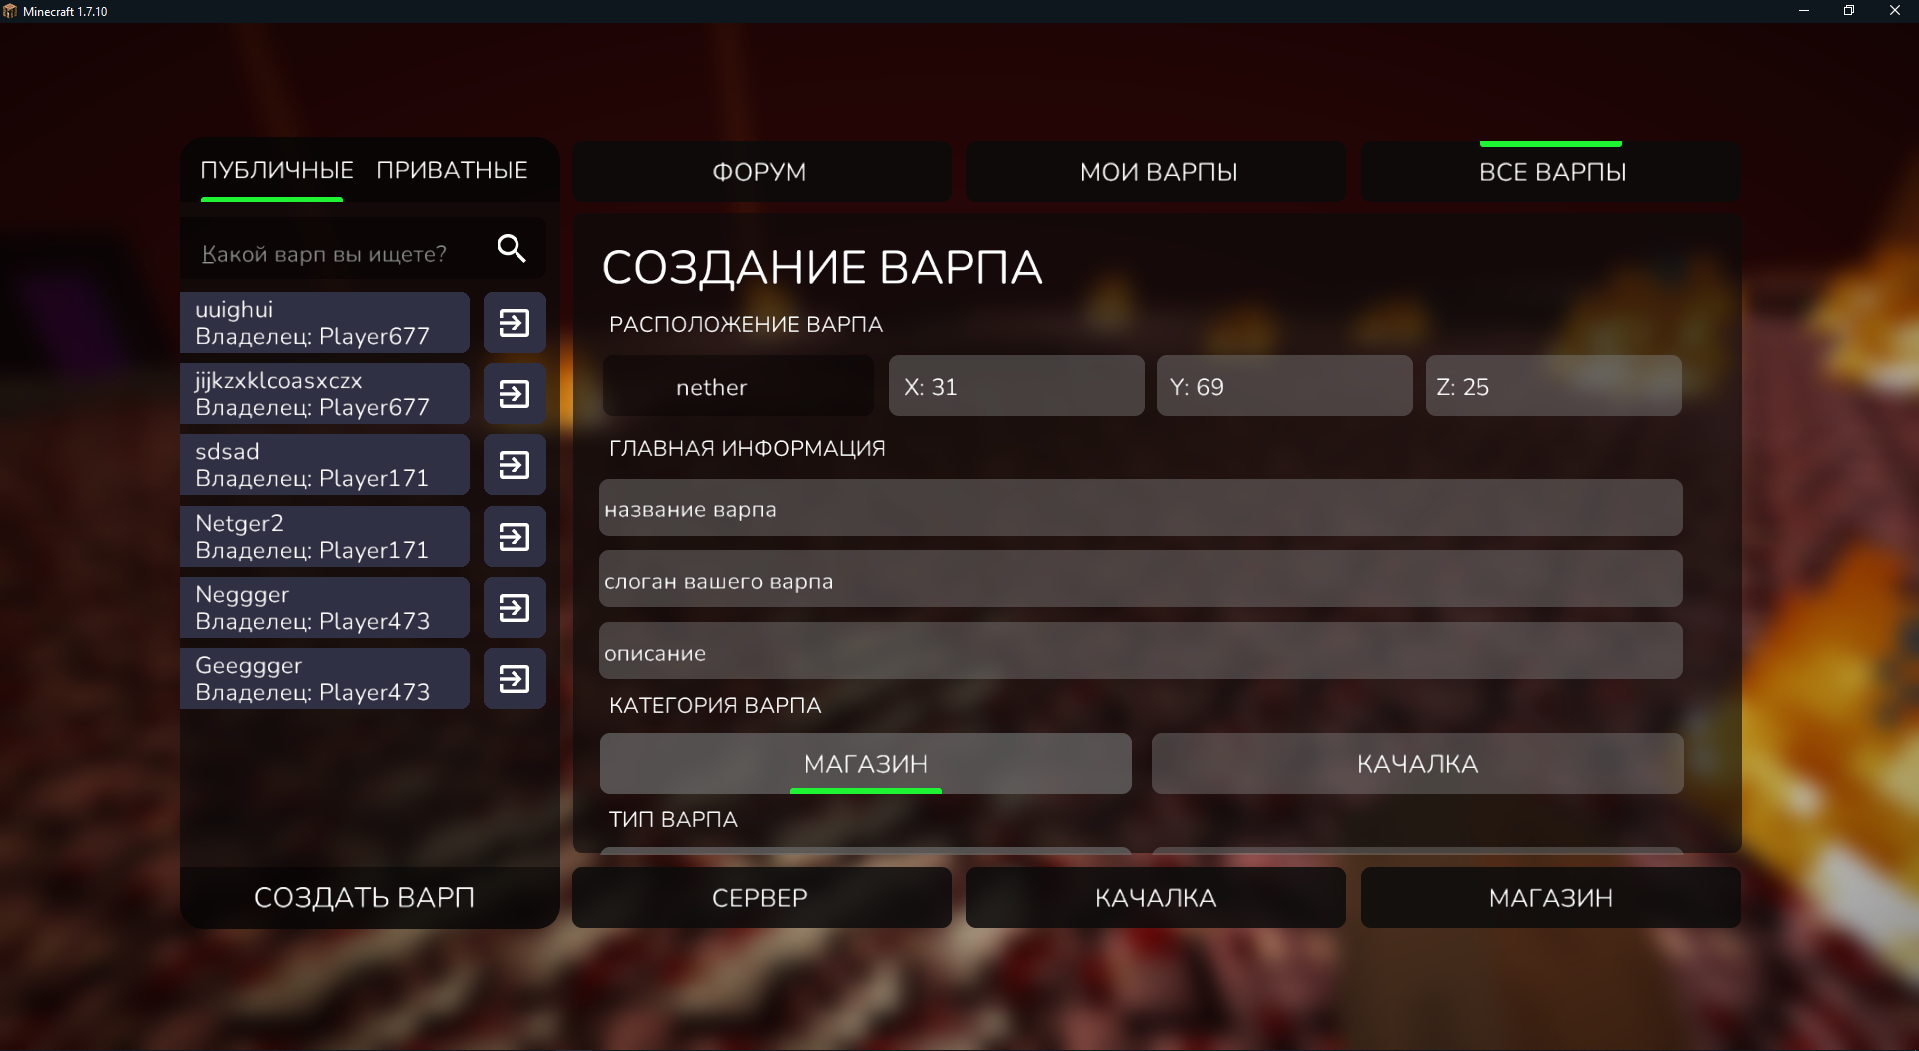 Minecraft 1.7.10
ПУБЛИЧНЫЕ ПРИВАТНЫЕ
ФОРУМ
МОИ ВАРПЫ
ВСЕ ВАРПЫ
Какой варп вы ищете?
uuighui
Владелец: Player677
jijkzxklcoasxczx
Владелец: Player677
sdsad
Владелец: Player171
Netger2
Владелец: Player171
Neggger
Владелец: Player473
Geeggger
Владелец: Player473
СОЗДАТЬ ВАРП
СОЗДАНИЕ ВАРПА
РАСПОЛОЖЕНИЕ ВАРПА
nether
X: 31
Y: 69
Z: 25
ГЛАВНАЯ ИНФОРМАЦИЯ
название варпа
слоган вашего варпа
описание
КАТЕГОРИЯ ВАРПА
МАГАЗИН
КАЧАЛКА
ТИП ВАРПА
СЕРВЕР
КАЧАЛКА
МАГАЗИН